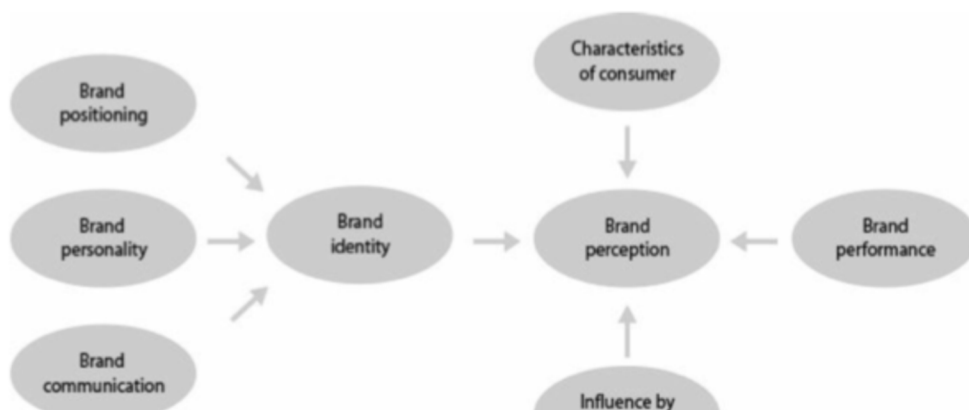 Characteristics
of consumer
Brand
positioning
Brand
personality
Brand
identity
Brand
perception
Brand
performance
Brand
communication
Influence by